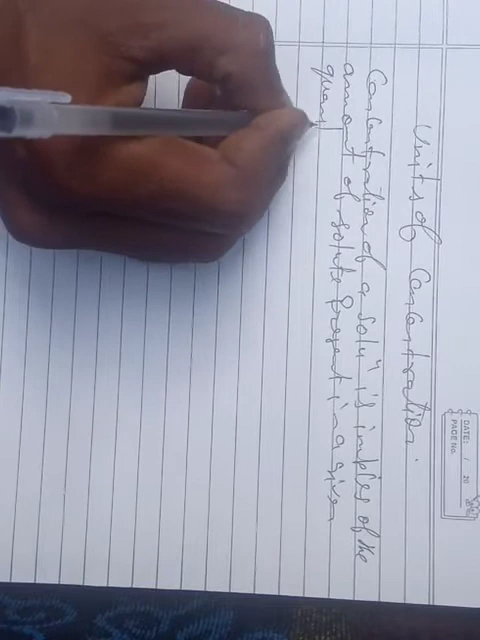 DATE: / 20
PAGE No.
Units of Concentration.
Concentration of a Soluⁿ is implies of the
amount of solute Present in a given
quan